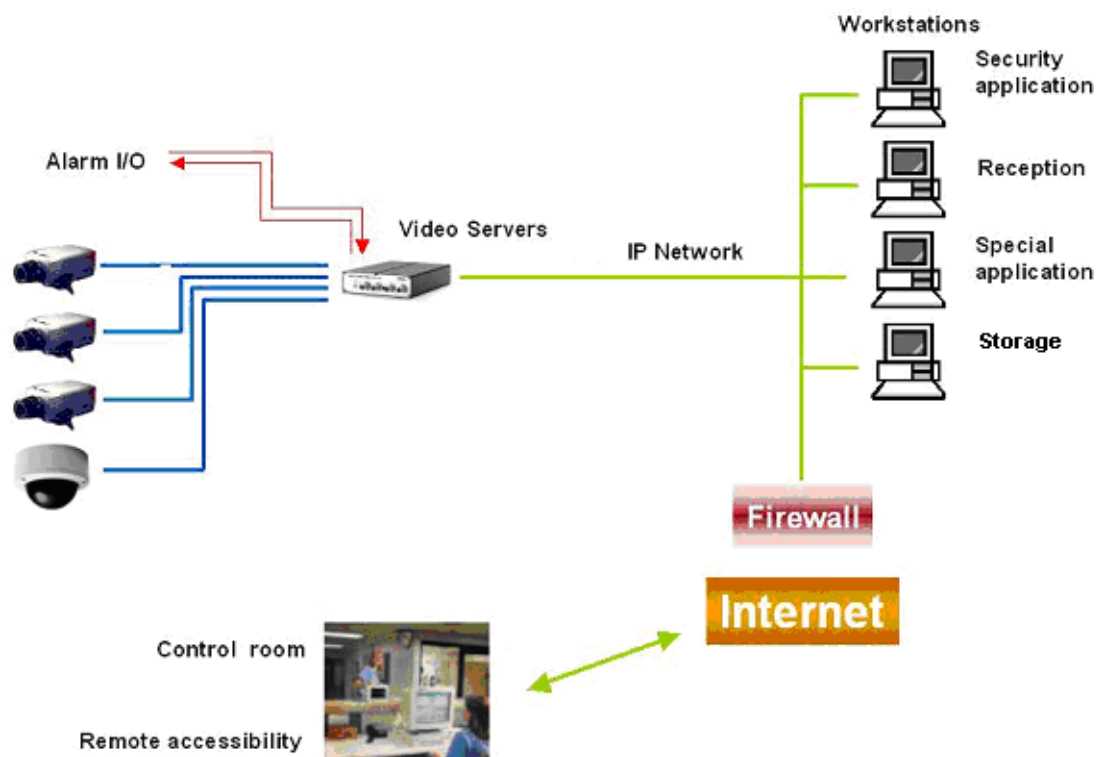 Workstations
Security
application
Alarm I/O
Reception
Video Servers
IP Network
Special
application
Storage
Firewall
Internet
Control room
Remote accessibility